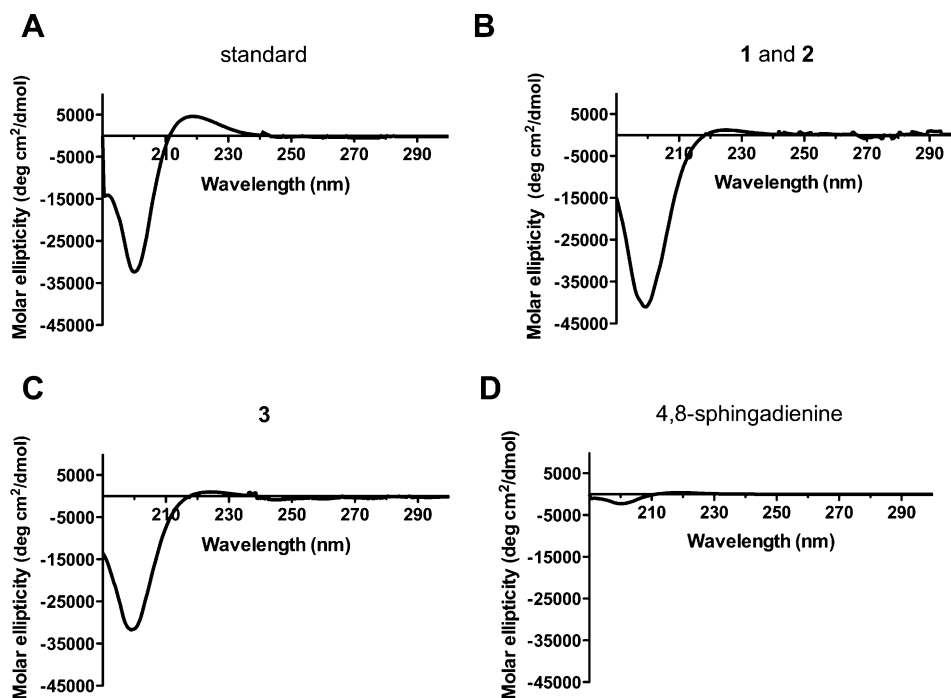 A
standard
Molar ellipticity (deg cm²/dmol)
5000
-5000
-15000
-25000
-35000
-45000
210 230 250 270 290
Wavelength (nm)
B
1 and 2
Molar ellipticity (deg cm²/dmol)
5000
-5000
-15000
-25000
-35000
-45000
210 230 250 270 290
Wavelength (nm)
C
3
Molar ellipticity (deg cm²/dmol)
5000
-5000
-15000
-25000
-35000
-45000
210 230 250 270 290
Wavelength (nm)
D
4,8-sphingadienine
Molar ellipticity (deg cm²/dmol)
5000
-5000
-15000
-25000
-35000
-45000
210 230 250 270 290
Wavelength (nm)